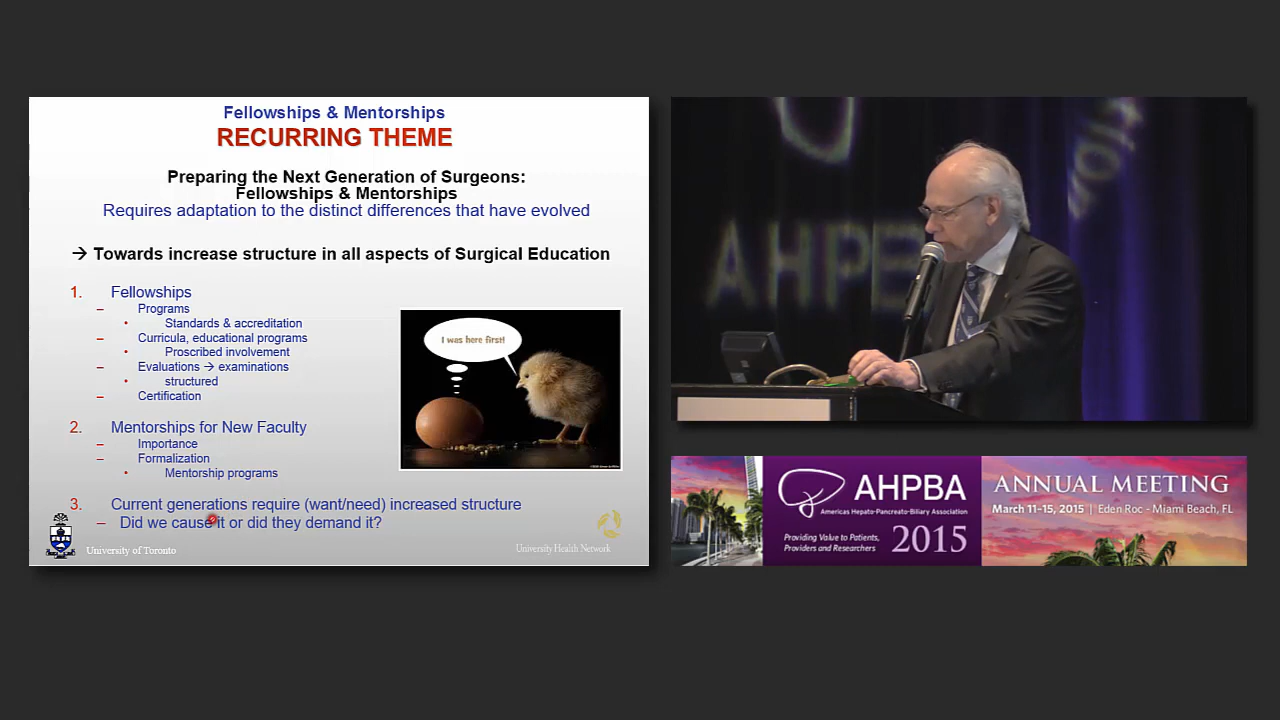 Fellowships & Mentorships
RECURRING THEME
Preparing the Next Generation of Surgeons:
Fellowships & Mentorships
Requires adaptation to the distinct differences that have evolved
→ Towards increase structure in all aspects of Surgical Education
1. Fellowships
– Programs
• Standards & accreditation
– Curricula, educational programs
• Proscribed involvement
– Evaluations → examinations
• structured
– Certification
I was here first!
2. Mentorships for New Faculty
– Importance
– Formalization
• Mentorship programs
3. Current generations require (want/need) increased structure
– Did we cause it or did they demand it?
University of Toronto
University Health Network
AHPB
AHPBA
Americas Hepato-Pancreato-Biliary Association
Providing Value to Patients,
Providers and Researchers
2015
ANNUAL MEETING
March 11-15, 2015 | Eden Roc - Miami Beach, FL